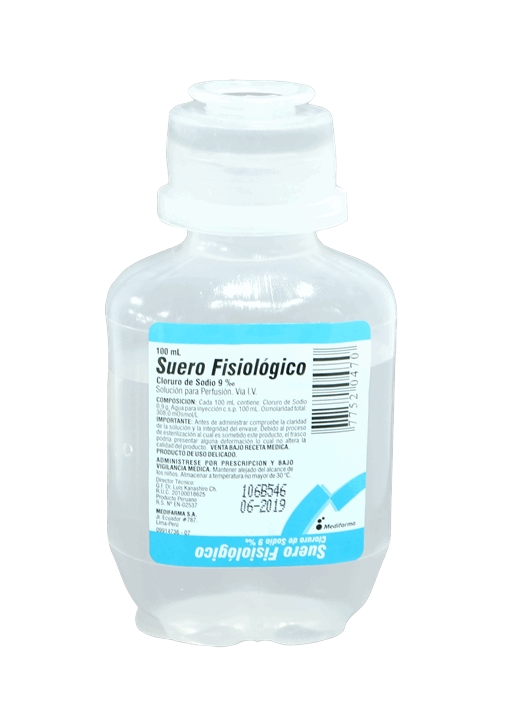 100 mL
Suero Fisiológico
Cloruro de Sodio 9 ‰
Solución para Perfusión. Vía I.V.
COMPOSICION: Cada 100 mL contiene: Cloruro de Sodio
0,9 g, Agua para Inyección c.s.p. 100 mL. Osmolaridad total:
308.0 mOsmol/L
IMPORTANTE: Antes de administrar compruebe la claridad
de la solución y la integridad del envase. Debido al proceso
de esterilización al cual es sometido este producto, el frasco
podría presentar alguna deformación la cual no altera la
calidad del producto. VENTA BAJO RECETA MEDICA.
PRODUCTO DE USO DELICADO.
ADMINISTRESE POR PRESCRIPCION Y BAJO
VIGILANCIA MEDICA. Mantener alejado del alcance de
los niños. Almacenar a temperatura no mayor de 30 °C.
Director Técnico:
Q.F. Dr. Luis Kanashiro Ch.
R.U.C. 20100018625
Producto Peruano
R.S. Nº EN-02537
MEDIFARMA S.A.
Jr. Ecuador # 787,
Lima-Perú
106B546
06-2019
Medifarma
7752 0470
Suero Fisiológico
Cloruro de Sodio 9 ‰